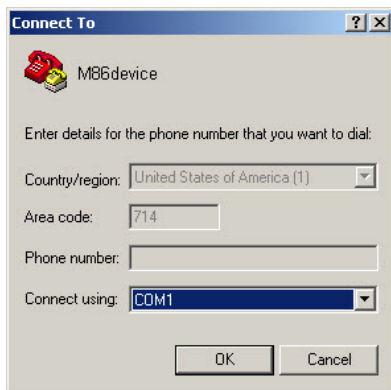 Connect To
M86device
Enter details for the phone number that you want to dial:
Country/region: United States of America (1)
Area code: 714
Phone number:
Connect using: COM1
OK Cancel